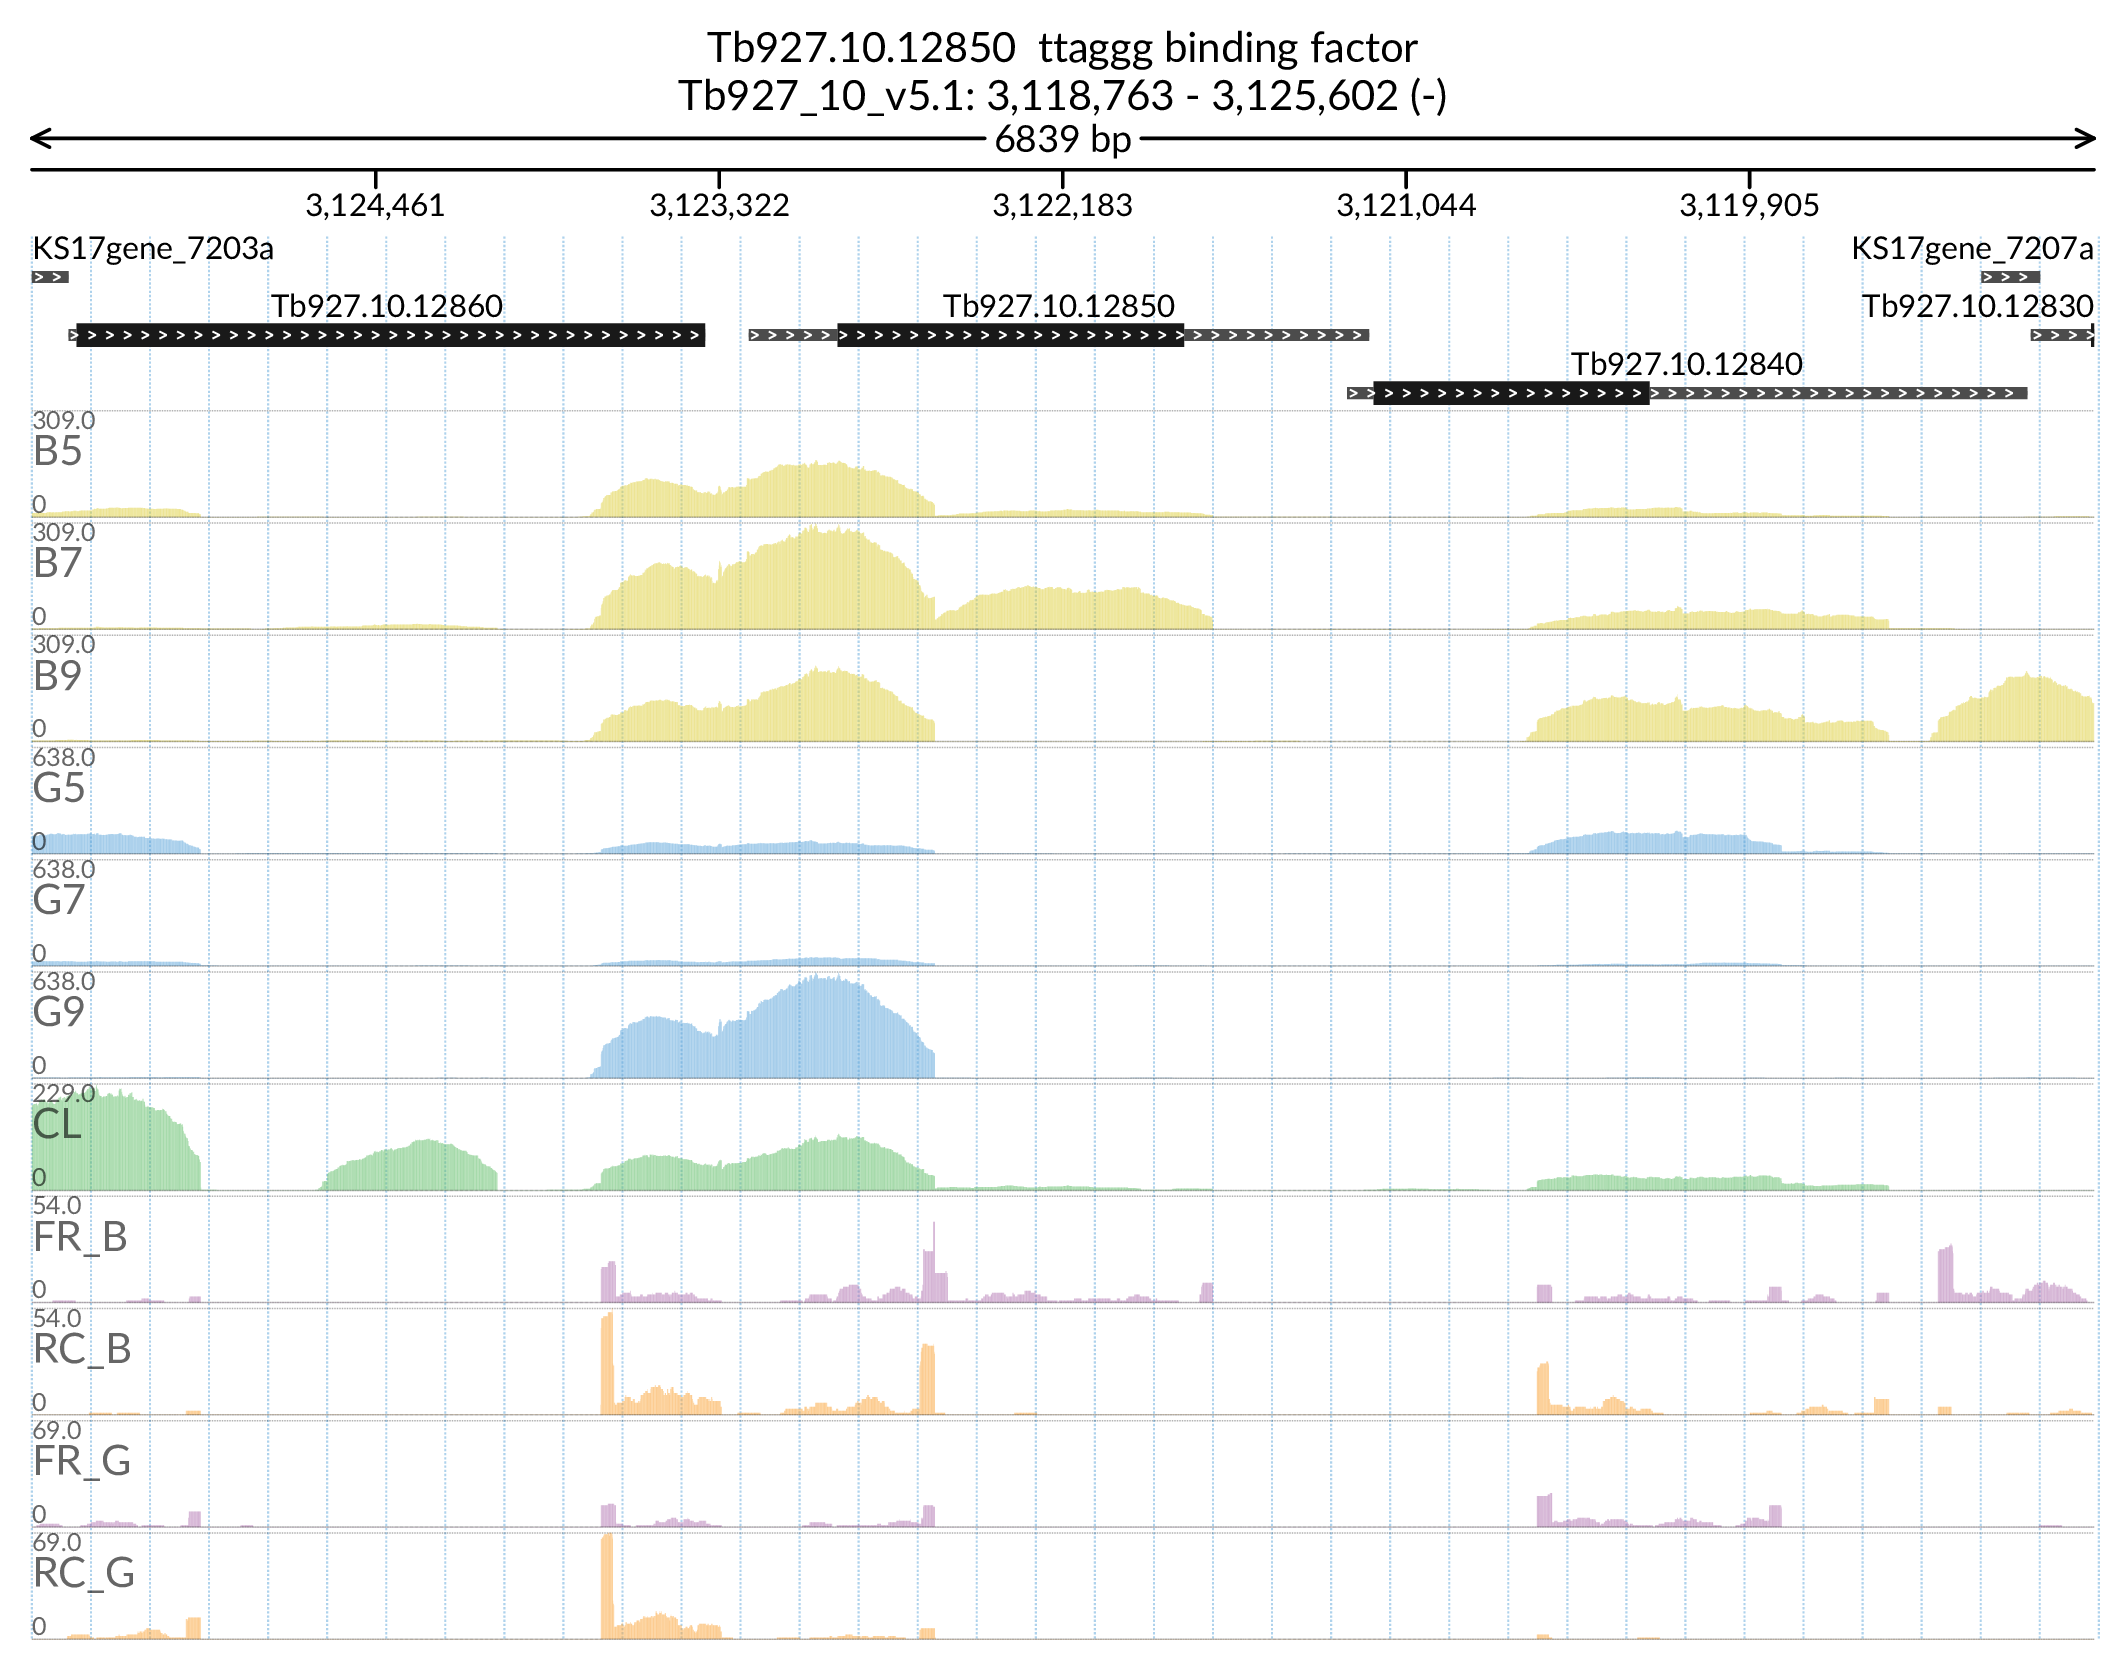 Tb927.10.12850  ttaggg binding factor
Tb927_10_v5.1: 3,118,763 - 3,125,602 (-)
6839 bp
3,124,461 3,123,322 3,122,183 3,121,044 3,119,905
KS17gene_7203a KS17gene_7207a
Tb927.10.12860 Tb927.10.12850 Tb927.10.12830
Tb927.10.12840
309.0
B5
0
309.0
B7
0
309.0
B9
0
638.0
G5
0
638.0
G7
0
638.0
G9
0
229.0
CL
0
54.0
FR_B
0
54.0
RC_B
0
69.0
FR_G
0
69.0
RC_G
0